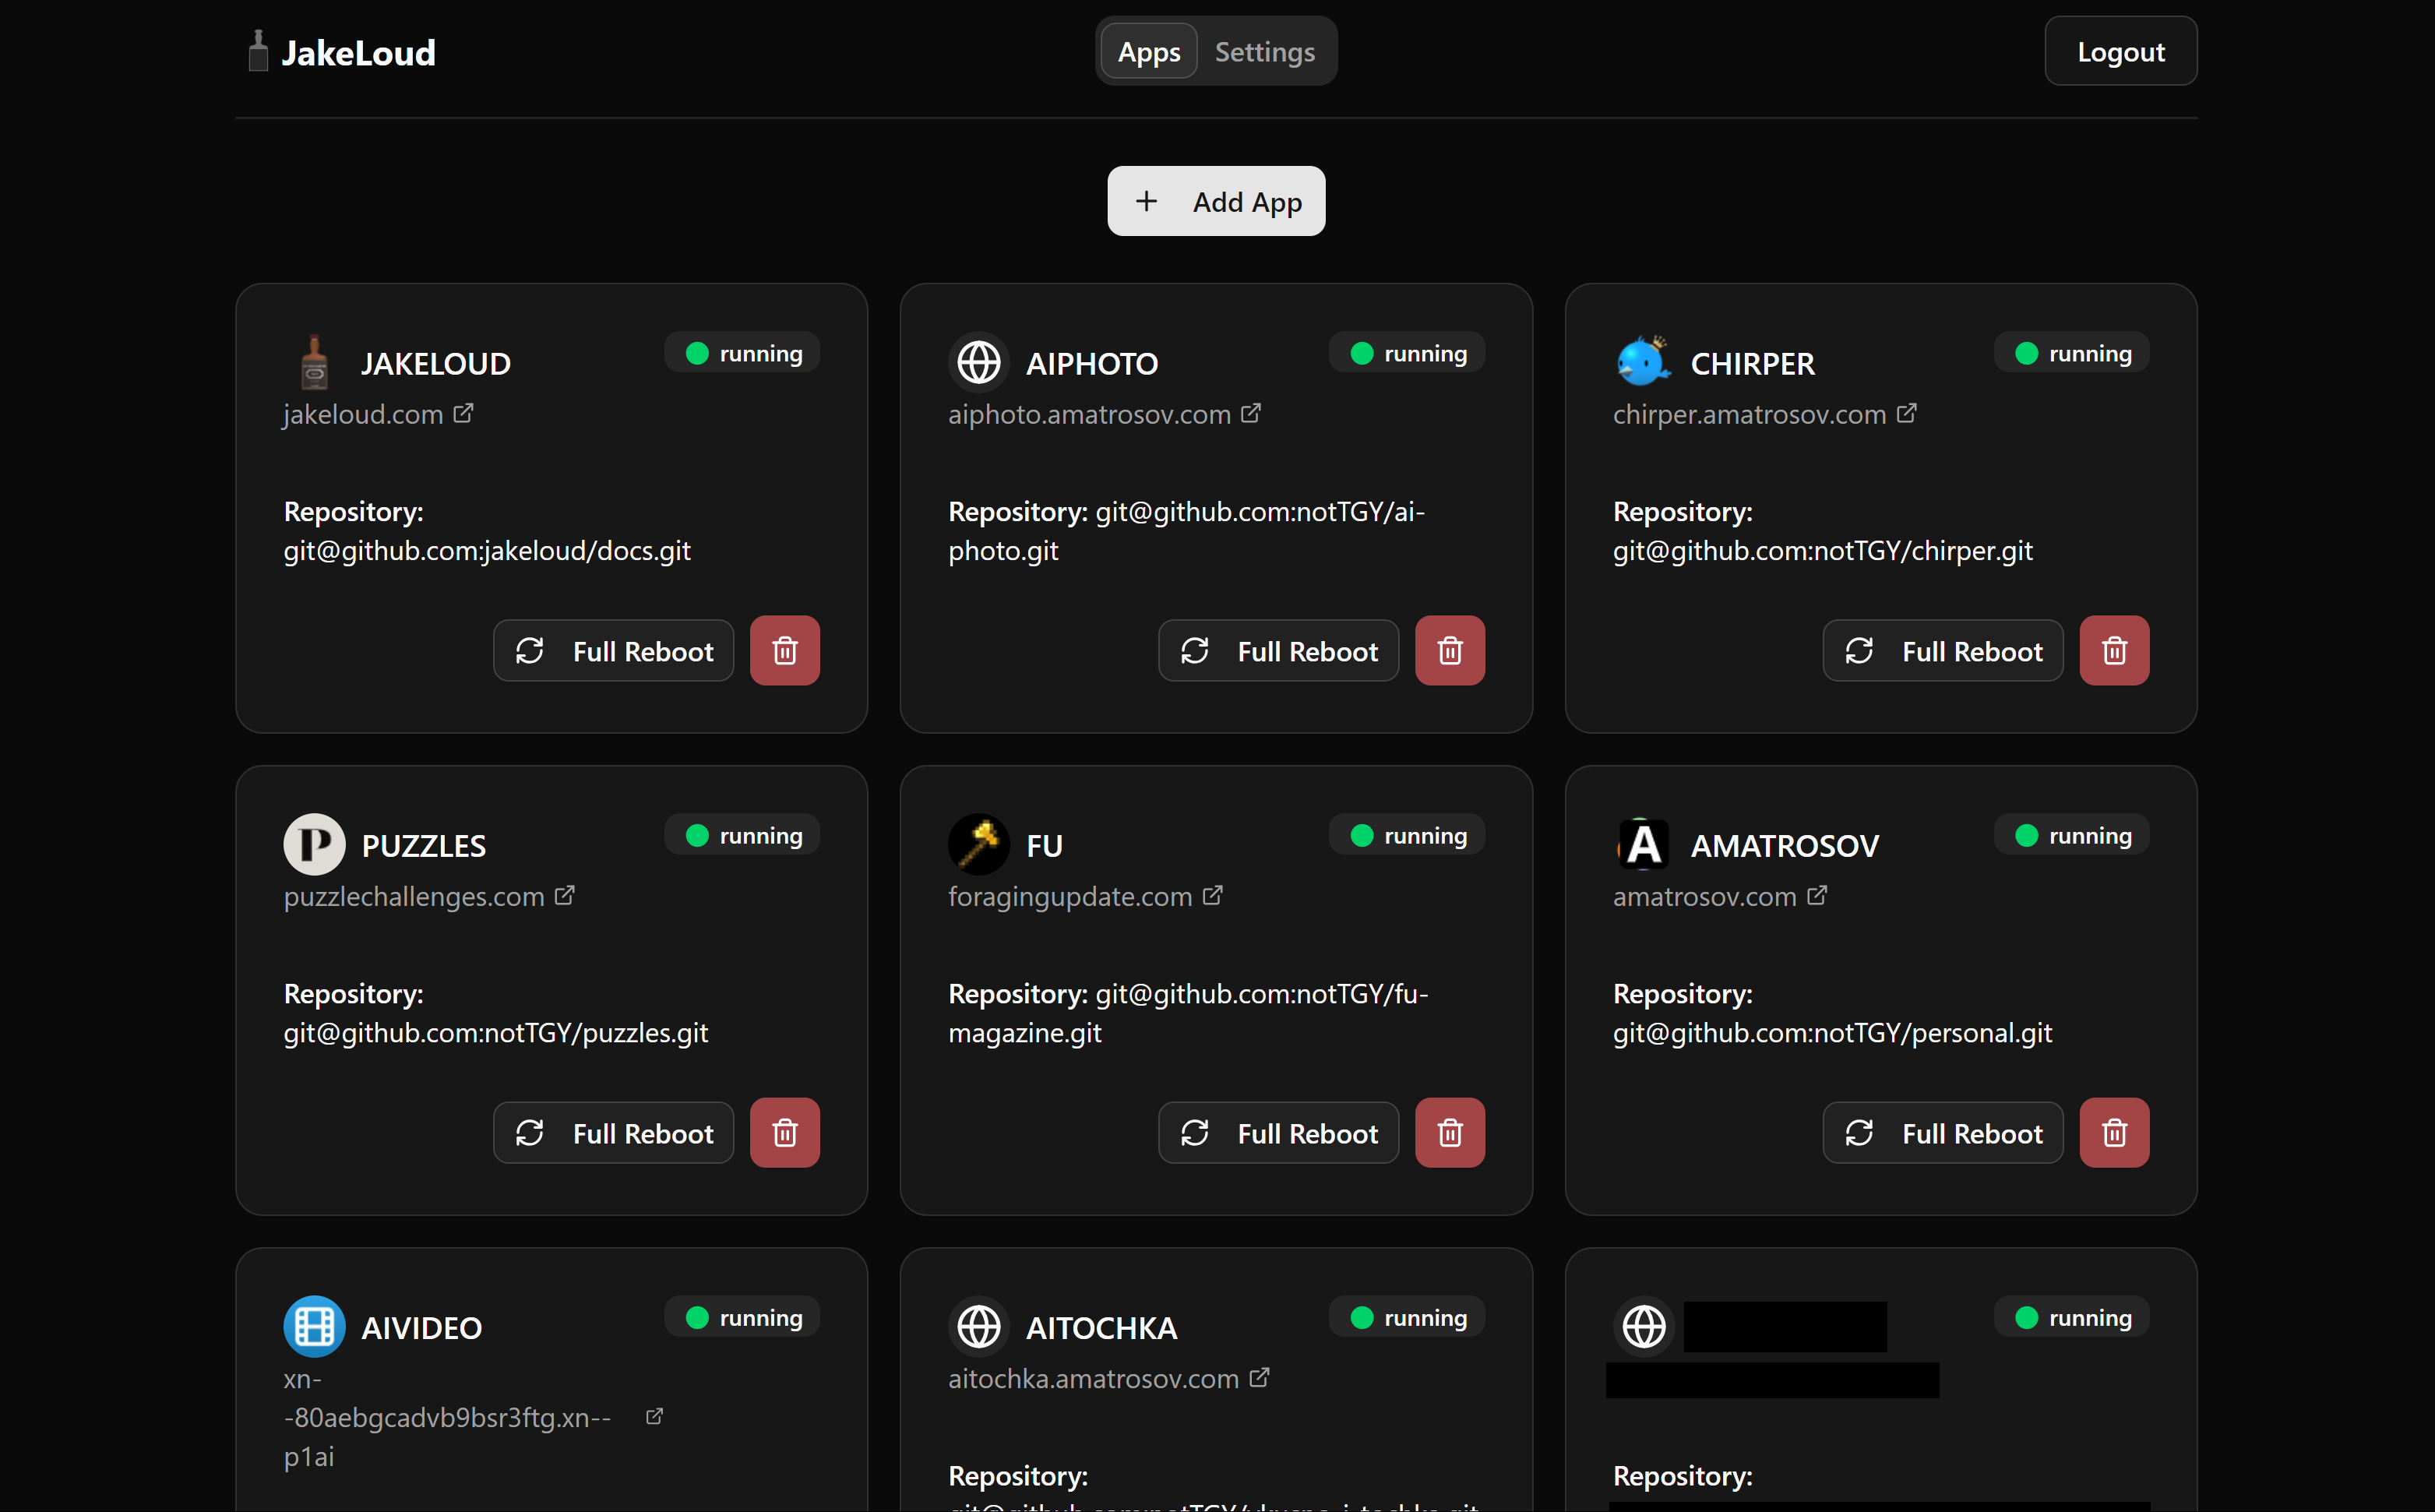 JakeLoud
Apps
Settings
Logout
+ Add App
JAKELOUD
running
jakeloud.com
Repository:
git@github.com:jakeloud/docs.git
Full Reboot
AIPHOTO
running
aiphoto.amatrosov.com
Repository: git@github.com:notTGY/ai-
photo.git
Full Reboot
CHIRPER
running
chirper.amatrosov.com
Repository:
git@github.com:notTGY/chirper.git
Full Reboot
P
PUZZLES
running
puzzlechallenges.com
Repository:
git@github.com:notTGY/puzzles.git
Full Reboot
FU
running
foragingupdate.com
Repository: git@github.com:notTGY/fu-
magazine.git
Full Reboot
A
AMATROSOV
running
amatrosov.com
Repository:
git@github.com:notTGY/personal.git
Full Reboot
AIVIDEO
running
xn-
-80aebgcadvb9bsr3ftg.xn--
p1ai
AITOCHKA
running
aitochka.amatrosov.com
Repository:
running
Repository: